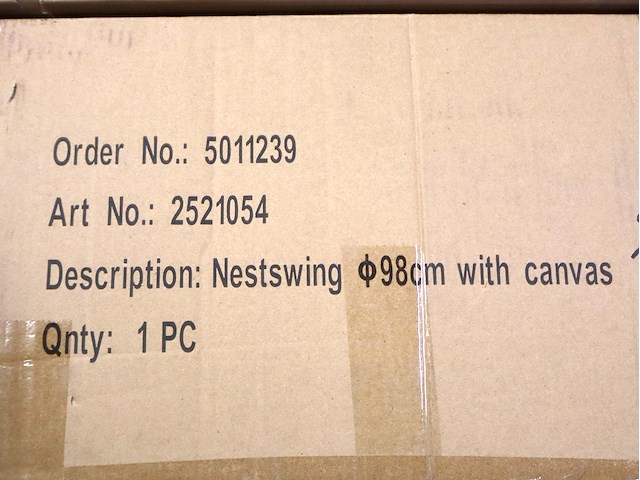 Order No.: 5011239
Art No.: 2521054
Description: Nestswing Φ98cm with canvas
Qnty: 1 PC